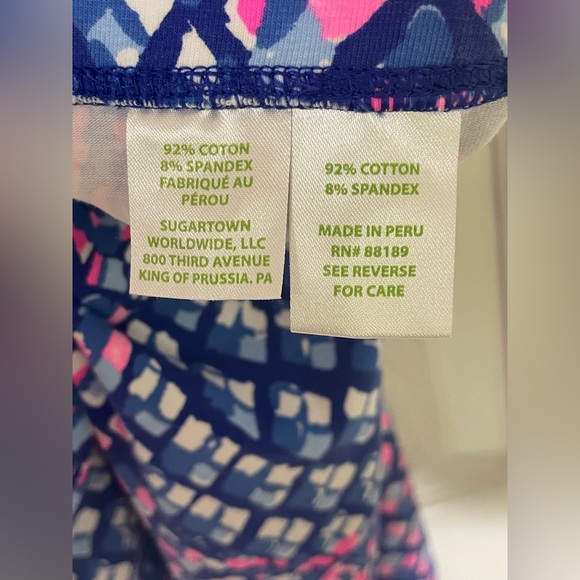 92% COTON
8% SPANDEX
FABRIQUÉ AU
PÉROU
SUGARTOWN
WORLDWIDE, LLC
800 THIRD AVENUE
KING OF PRUSSIA. PA
92% COTTON
8% SPANDEX
MADE IN PERU
RN# 88189
SEE REVERSE
FOR CARE